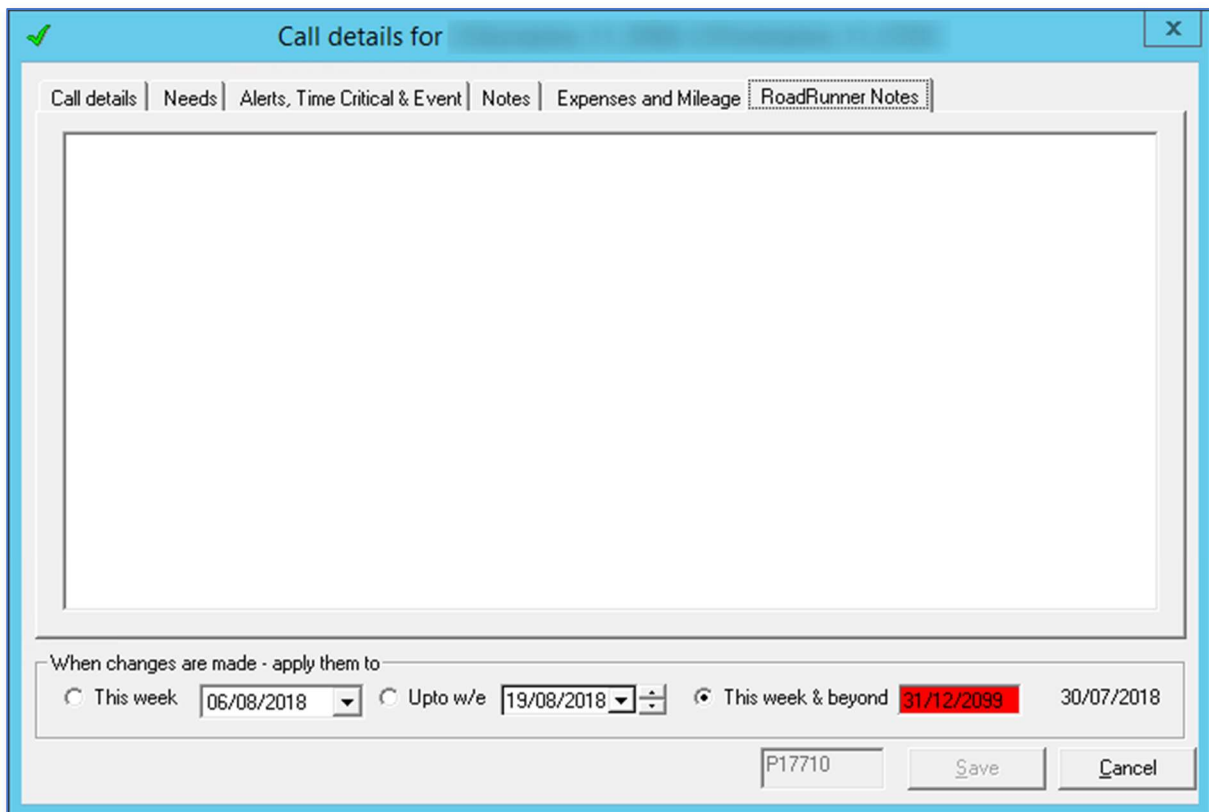 Call details for
x
Call details Needs Alerts, Time Critical & Event Notes Expenses and Mileage RoadRunner Notes
When changes are made - apply them to
This week 06/08/2018 Upto w/e 19/08/2018 This week & beyond 31/12/2099 30/07/2018
P17710 Save Cancel